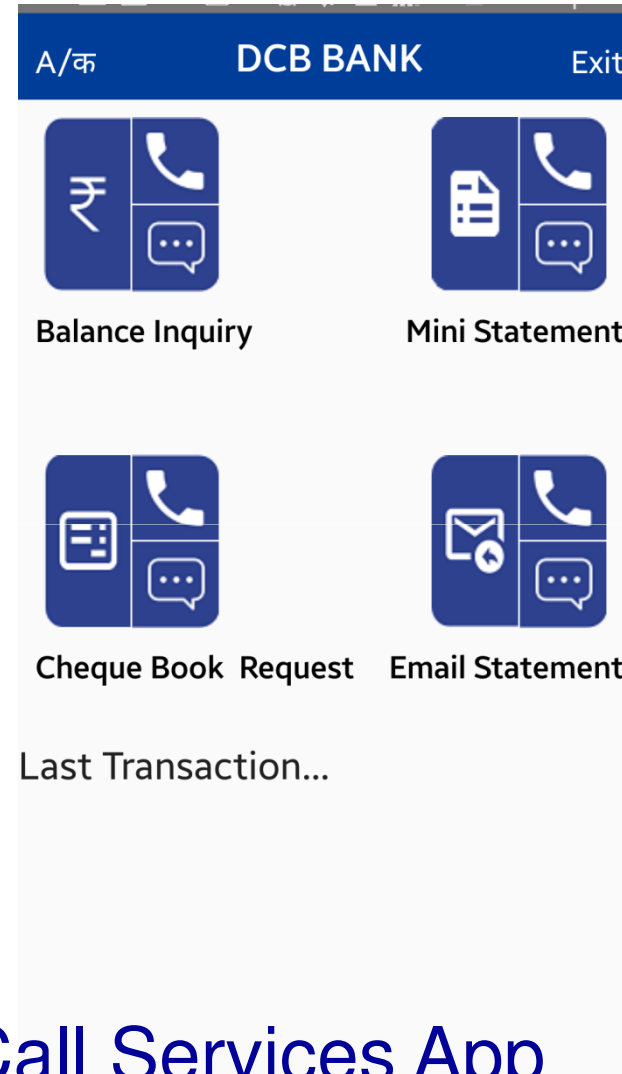 A/क DCB BANK Exit
₹
Balance Inquiry Mini Statement
Cheque Book Request Email Statement
Last Transaction...
Call Services App